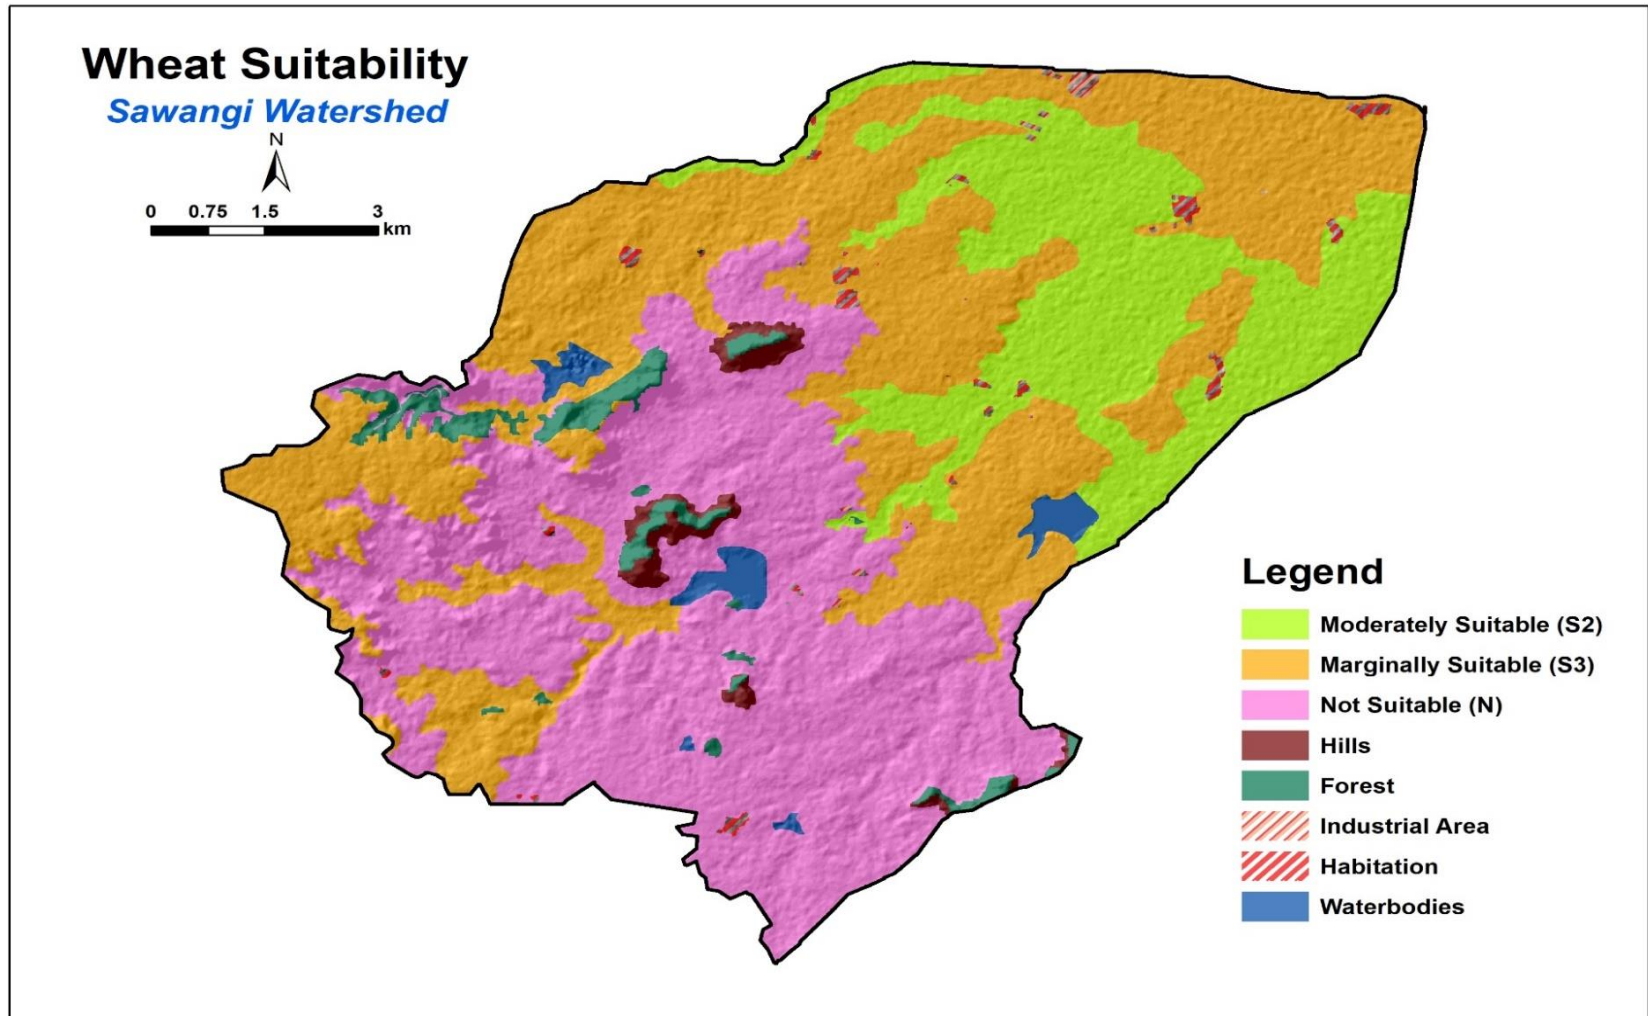 Wheat Suitability
Sawangi Watershed
N
0 0.75 1.5 3
km
Legend
Moderately Suitable (S2)
Marginally Suitable (S3)
Not Suitable (N)
Hills
Forest
Industrial Area
Habitation
Waterbodies